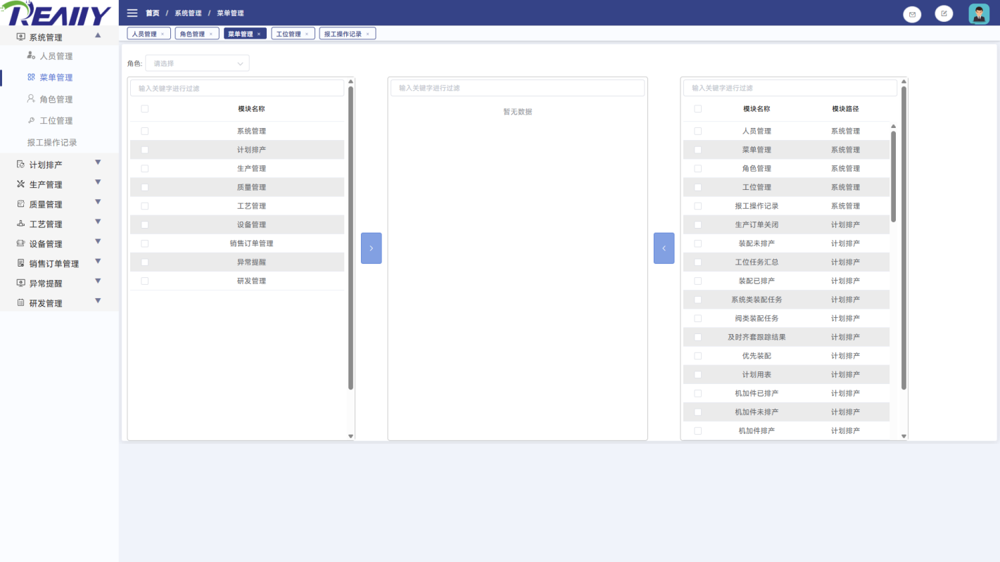 REALLY
首页 / 系统管理 / 菜单管理
人员管理 × 角色管理 × 菜单管理 × 工位管理 × 报工操作记录 ×
系统管理
人员管理
菜单管理
角色管理
工位管理
报工操作记录
计划排产
生产管理
质量管理
工艺管理
设备管理
销售订单管理
异常提醒
研发管理
角色: 请选择
输入关键字进行过滤
模块名称
系统管理
计划排产
生产管理
质量管理
工艺管理
设备管理
销售订单管理
异常提醒
研发管理
输入关键字进行过滤
暂无数据
输入关键字进行过滤
模块名称 模块路径
人员管理 系统管理
菜单管理 系统管理
角色管理 系统管理
工位管理 系统管理
报工操作记录 系统管理
生产订单关闭 计划排产
装配未排产 计划排产
工位任务汇总 计划排产
装配已排产 计划排产
系统类装配任务 计划排产
阀类装配任务 计划排产
及时齐套跟踪结果 计划排产
优先装配 计划排产
计划用表 计划排产
机加件已排产 计划排产
机加件未排产 计划排产
机加件排产 计划排产